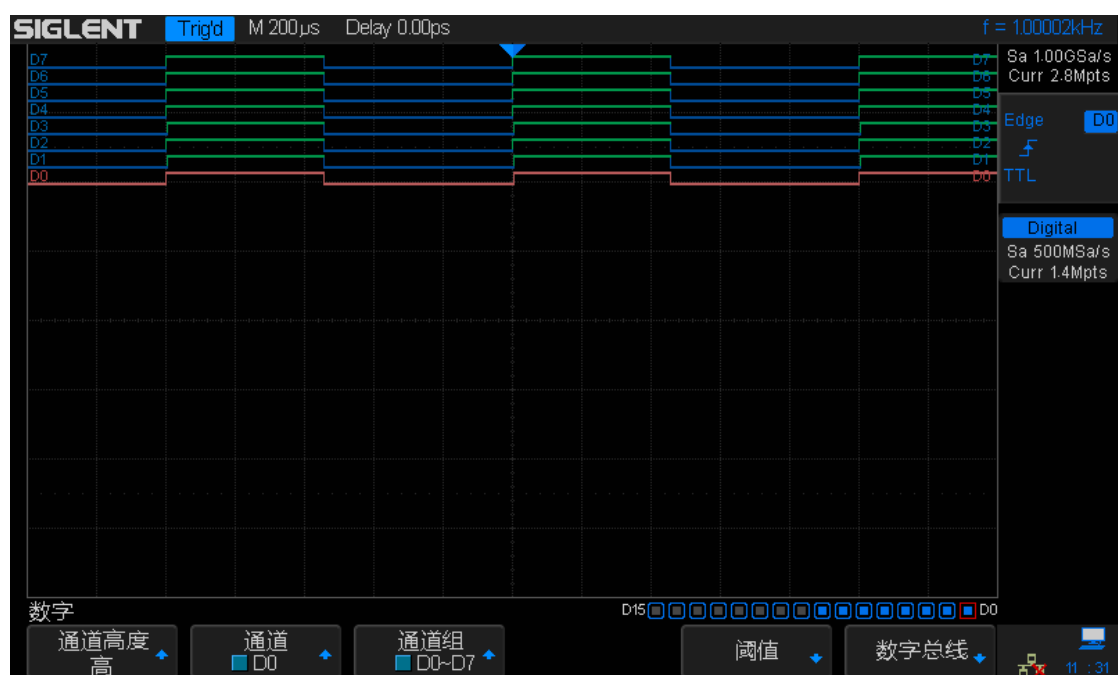 SIGLENT Trig'd M 200µs Delay 0.00ps f = 1.00002kHz
Sa 1.00GSa/s
Curr 2.8Mpts
D7 D7
D6 D6
D5 D5
D4 D4
D3 D3
D2 D2
D1 D1
D0 D0
Edge D0
TTL
Digital
Sa 500MSa/s
Curr 1.4Mpts
数字 D15 D0
通道高度 通道 通道组 阈值 数字总线
高 D0 D0~D7 11 : 31